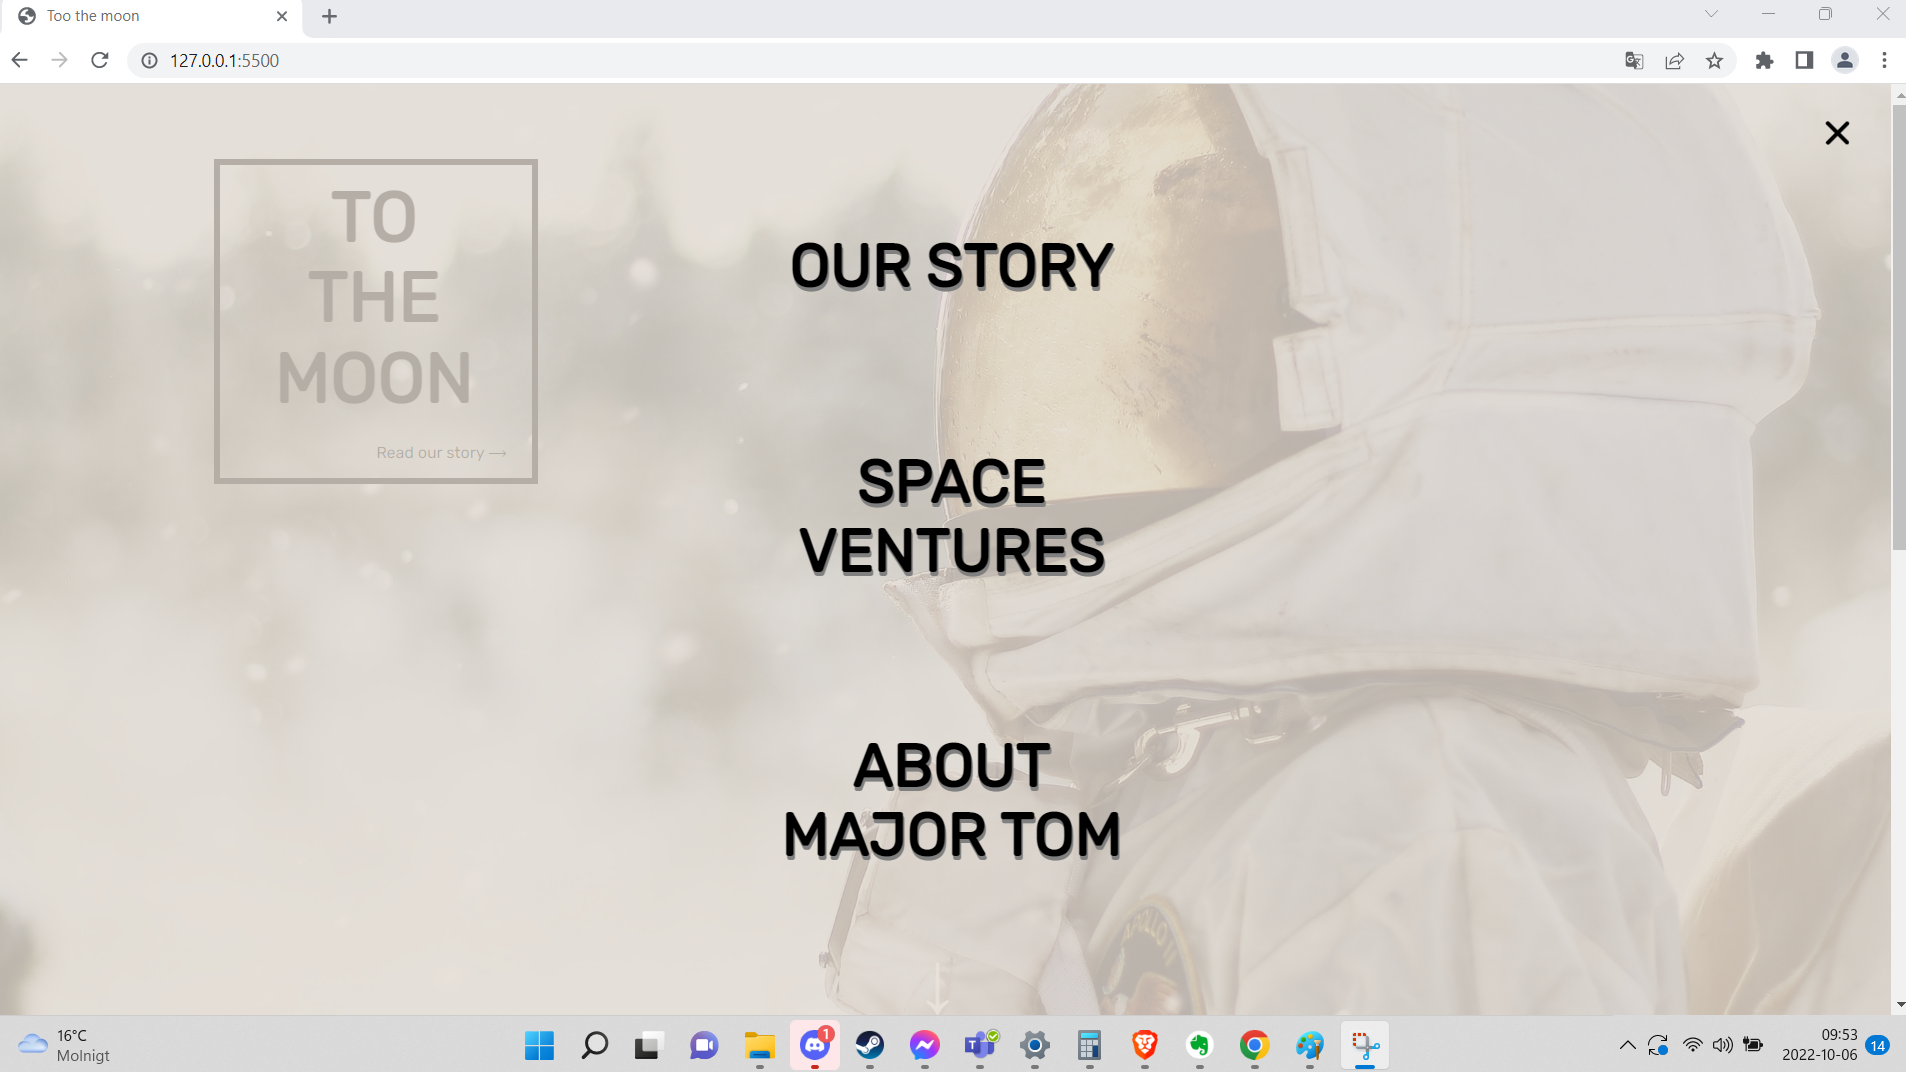 Too the moon
127.0.0.1:5500
TO
THE
MOON
Read our story →
OUR STORY
SPACE
VENTURES
ABOUT
MAJOR TOM
16°C
Molnigt
1
09:53
2022-10-06
14